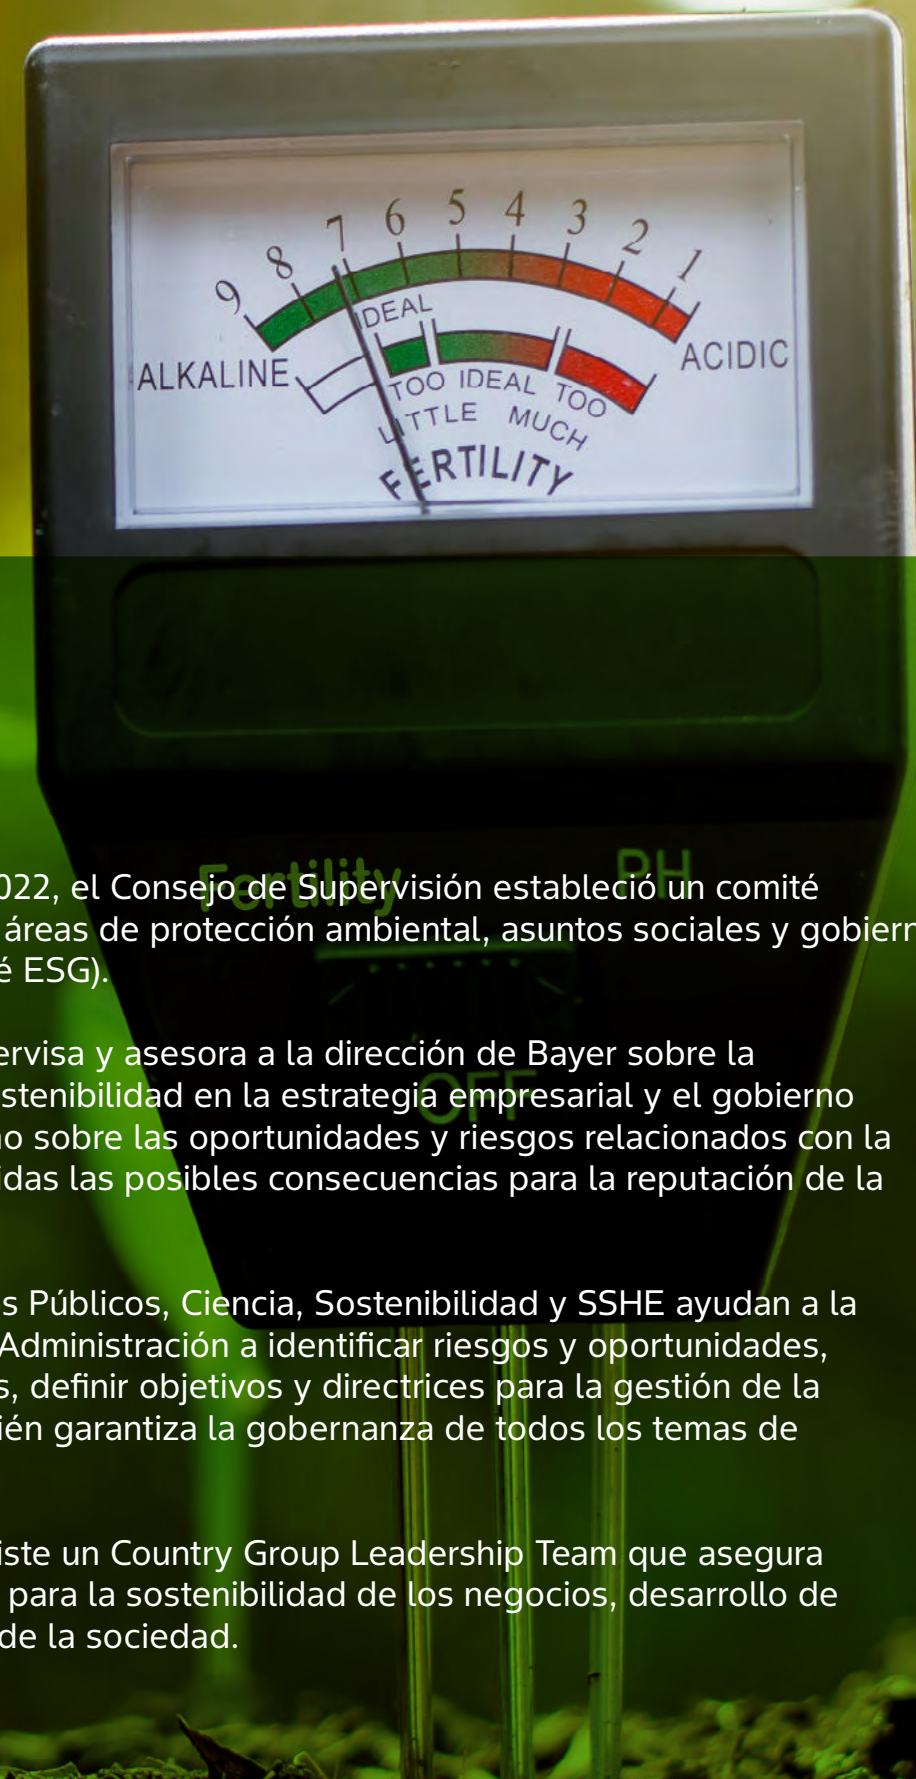 9 8 7 6 5 4 3 2 1
IDEAL
ALKALINE
ACIDIC
TOO IDEAL TOO
LITTLE MUCH
FERTILITY
Fertility
PH
022, el Consejo de Supervisión estableció un comité
áreas de protección ambiental, asuntos sociales y gobiern
é ESG).
ervisa y asesora a la dirección de Bayer sobre la
OFF
stenibilidad en la estrategia empresarial y el gobierno
no sobre las oportunidades y riesgos relacionados con la
idas las posibles consecuencias para la reputación de la
s Públicos, Ciencia, Sostenibilidad y SSHE ayudan a la
Administración a identificar riesgos y oportunidades,
s, definir objetivos y directrices para la gestión de la
ién garantiza la gobernanza de todos los temas de
iste un Country Group Leadership Team que asegura
para la sostenibilidad de los negocios, desarrollo de
de la sociedad.